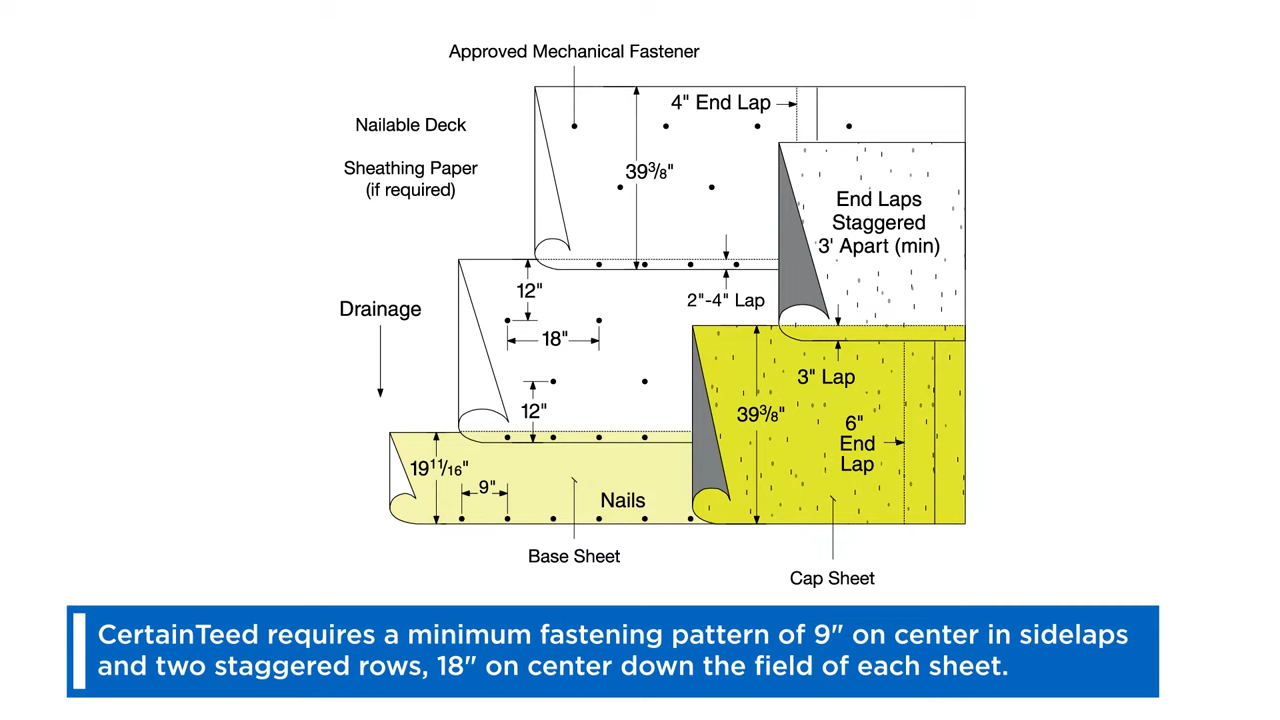 Approved Mechanical Fastener
4" End Lap
Nailable Deck
Sheathing Paper
(if required)
39³⁄₈"
End Laps
Staggered
3' Apart (min)
12"
2"-4" Lap
Drainage
18"
3" Lap
12"
39³⁄₈"
6"
End
Lap
19¹¹⁄₁₆"
9"
Nails
Base Sheet
Cap Sheet
CertainTeed requires a minimum fastening pattern of 9" on center in sidelaps
and two staggered rows, 18" on center down the field of each sheet.